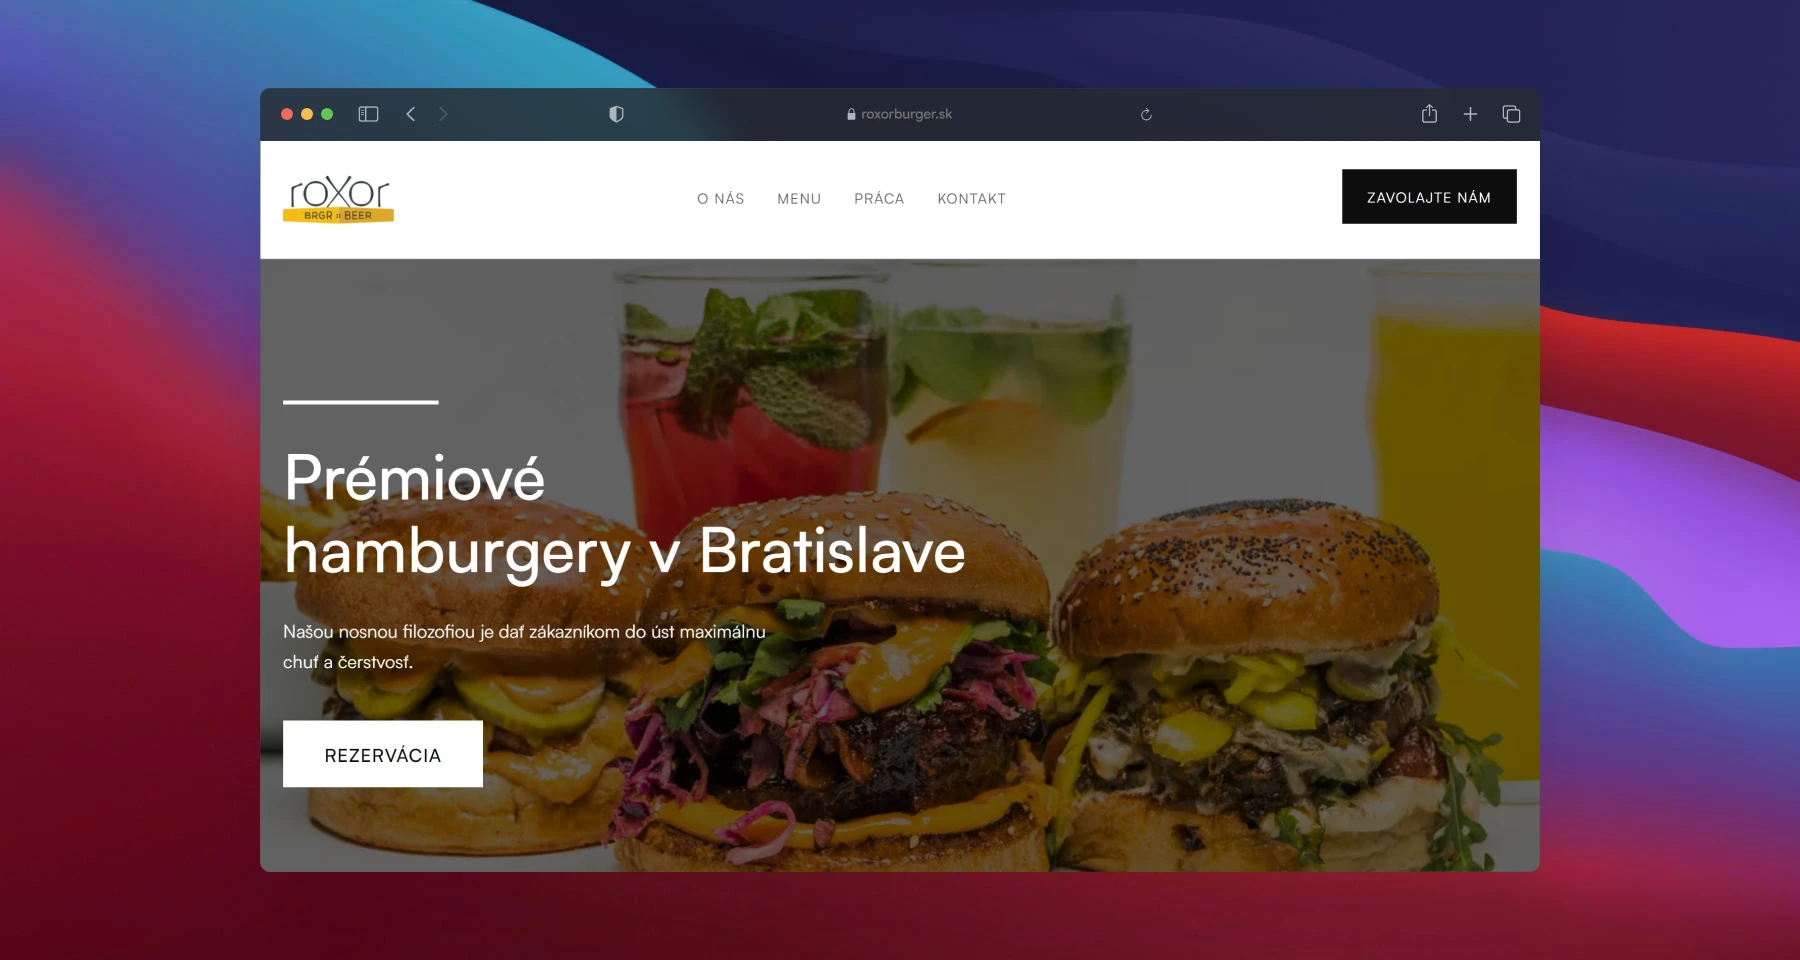 roxorburger.sk
roXor
BRGR & BEER
O NÁS
MENU
PRÁCA
KONTAKT
ZAVOLAJTE NÁM
Prémiové
hamburgery v Bratislave
Našou nosnou filozofiou je dať zákazníkom do úst maximálnu
chuť a čerstvosť.
REZERVÁCIA